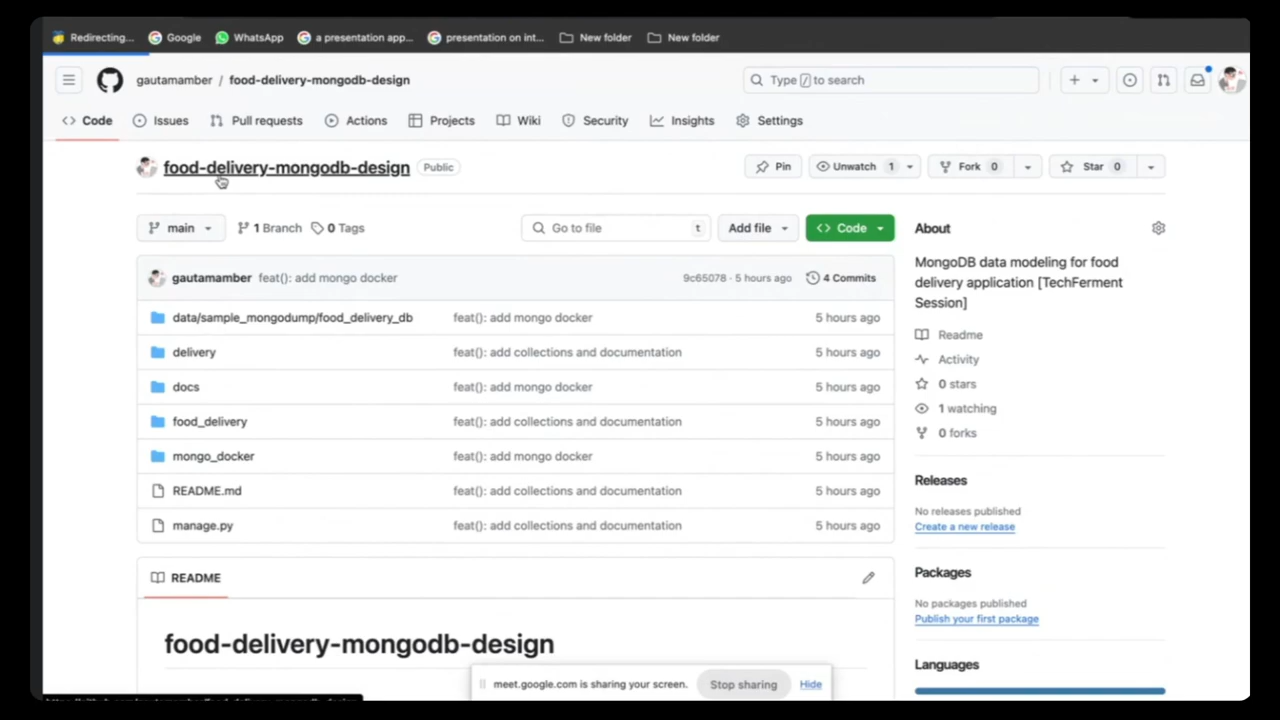 Redirecting... Google WhatsApp a presentation app... presentation on int... New folder New folder
gautamamber / food-delivery-mongodb-design Type / to search
Code Issues Pull requests Actions Projects Wiki Security Insights Settings
food-delivery-mongodb-design Public Pin Unwatch 1 Fork 0 Star 0
main 1 Branch 0 Tags Go to file t Add file Code
gautamamber feat(): add mongo docker 9c65078 · 5 hours ago 4 Commits
data/sample_mongodump/food_delivery_db feat(): add mongo docker 5 hours ago
delivery feat(): add collections and documentation 5 hours ago
docs feat(): add mongo docker 5 hours ago
food_delivery feat(): add collections and documentation 5 hours ago
mongo_docker feat(): add mongo docker 5 hours ago
README.md feat(): add collections and documentation 5 hours ago
manage.py feat(): add collections and documentation 5 hours ago
README
food-delivery-mongodb-design
About
MongoDB data modeling for food
delivery application [TechFerment
Session]
Readme
Activity
0 stars
1 watching
0 forks
Releases
No releases published
Create a new release
Packages
No packages published
Publish your first package
Languages
meet.google.com is sharing your screen. Stop sharing Hide